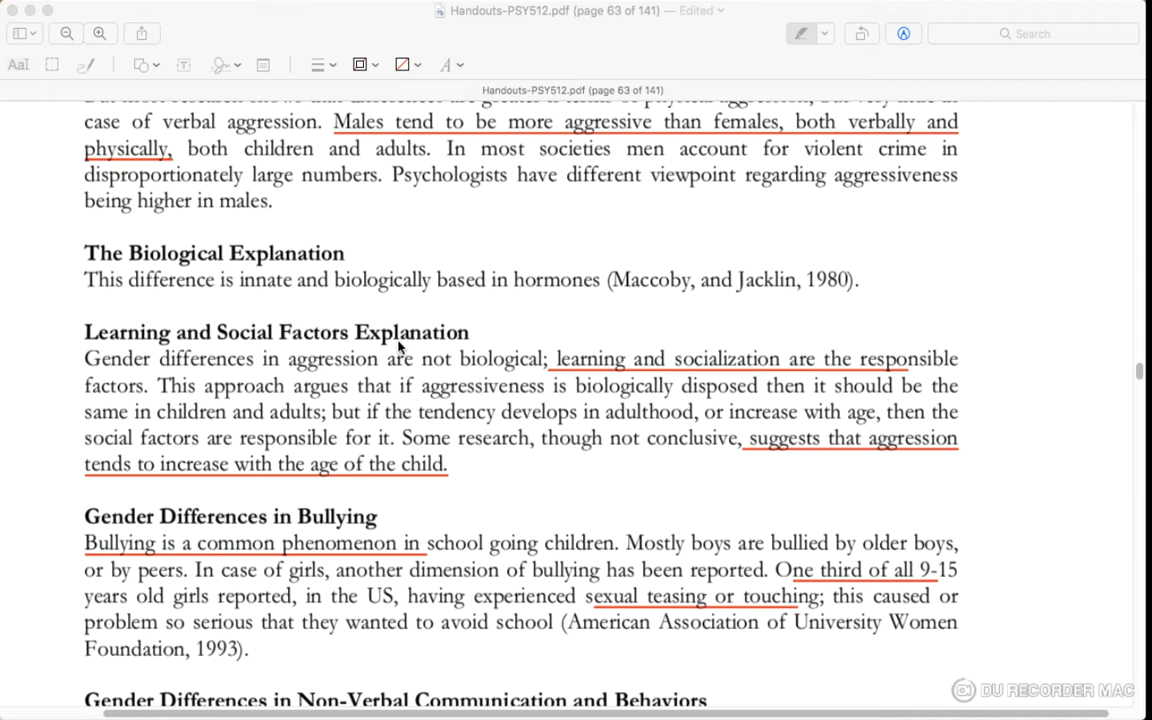 Handouts-PSY512.pdf (page 63 of 141) — Edited
Search
Handouts-PSY512.pdf (page 63 of 141)
case of verbal aggression. Males tend to be more aggressive than females, both verbally and
physically, both children and adults. In most societies men account for violent crime in
disproportionately large numbers. Psychologists have different viewpoint regarding aggressiveness
being higher in males.
The Biological Explanation
This difference is innate and biologically based in hormones (Maccoby, and Jacklin, 1980).
Learning and Social Factors Explanation
Gender differences in aggression are not biological; learning and socialization are the responsible
factors. This approach argues that if aggressiveness is biologically disposed then it should be the
same in children and adults; but if the tendency develops in adulthood, or increase with age, then the
social factors are responsible for it. Some research, though not conclusive, suggests that aggression
tends to increase with the age of the child.
Gender Differences in Bullying
Bullying is a common phenomenon in school going children. Mostly boys are bullied by older boys,
or by peers. In case of girls, another dimension of bullying has been reported. One third of all 9-15
years old girls reported, in the US, having experienced sexual teasing or touching; this caused or
problem so serious that they wanted to avoid school (American Association of University Women
Foundation, 1993).
Gender Differences in Non-Verbal Communication and Behaviors
DU RECORDER MAC